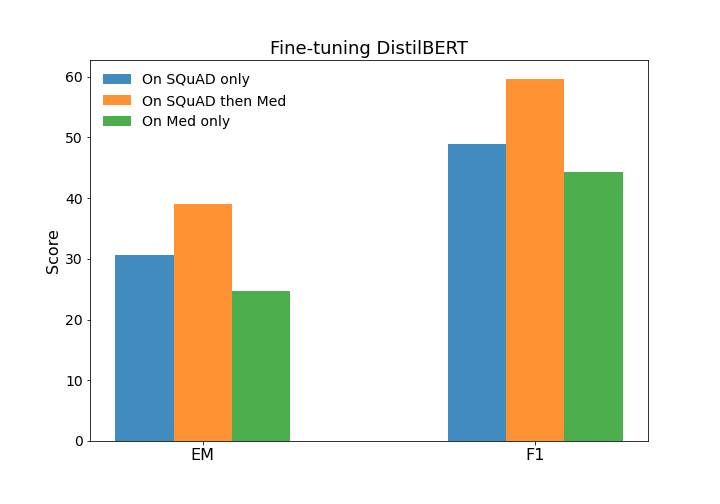 Fine-tuning DistilBERT
On SQuAD only
On SQuAD then Med
On Med only
Score
60
50
40
30
20
10
0
EM
F1